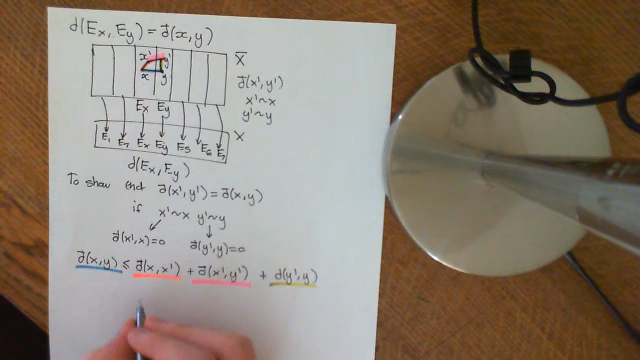 d(Ex, Ey) = d̄(x, y)
x' y'
x y
Ex Ey
X̄
d̄(x', y')
x' ~ x
y' ~ y
E₁ E₂ Ex Ey E₅ E₆ E₇
X
d(Ex, Ey)
To show that d̄(x', y') = d̄(x, y)
if x' ~ x y' ~ y
d̄(x', x) = 0 d̄(y', y) = 0
d̄(x, y) ≤ d̄(x, x') + d̄(x', y') + d(y', y)